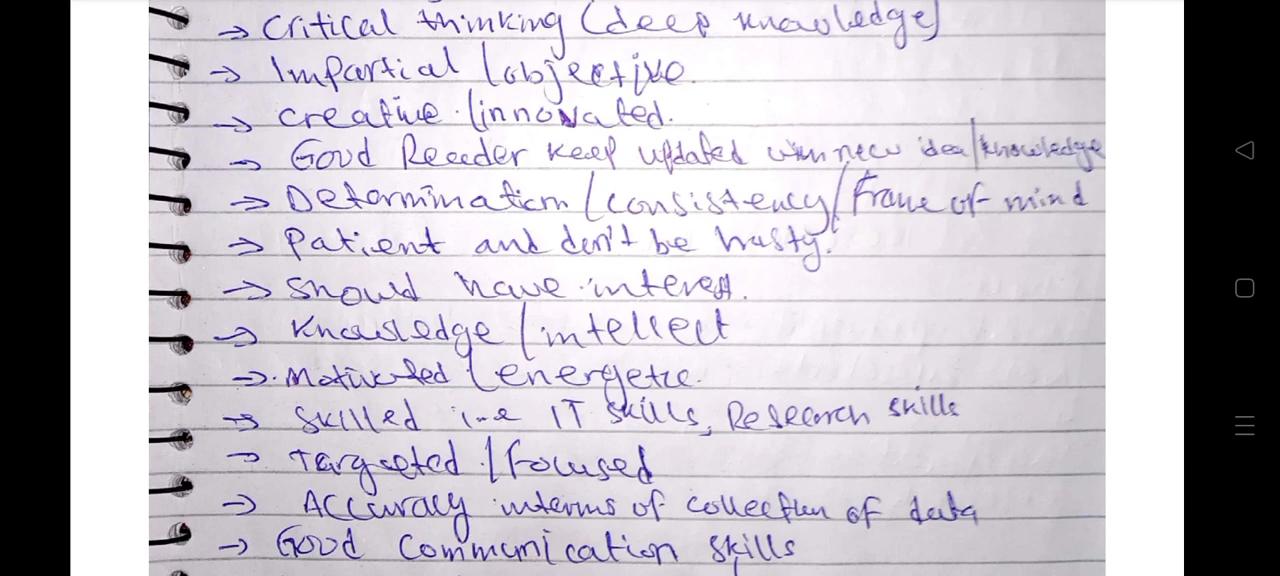 → Critical thinking (deep knowledge)
→ Impartial / objective.
→ Creative / innovated.
→ Good Reeder keep updated with new idea/knowledge
→ Determination / consistency / Frame of mind
→ Patient and don't be hasty.
→ Should have interest.
→ Knowledge / intellect
→ Motivated / energetic.
→ Skilled i.e IT skills, Research skills
→ Targeted / Focused
→ Accuracy interms of collection of data
→ Good communication skills